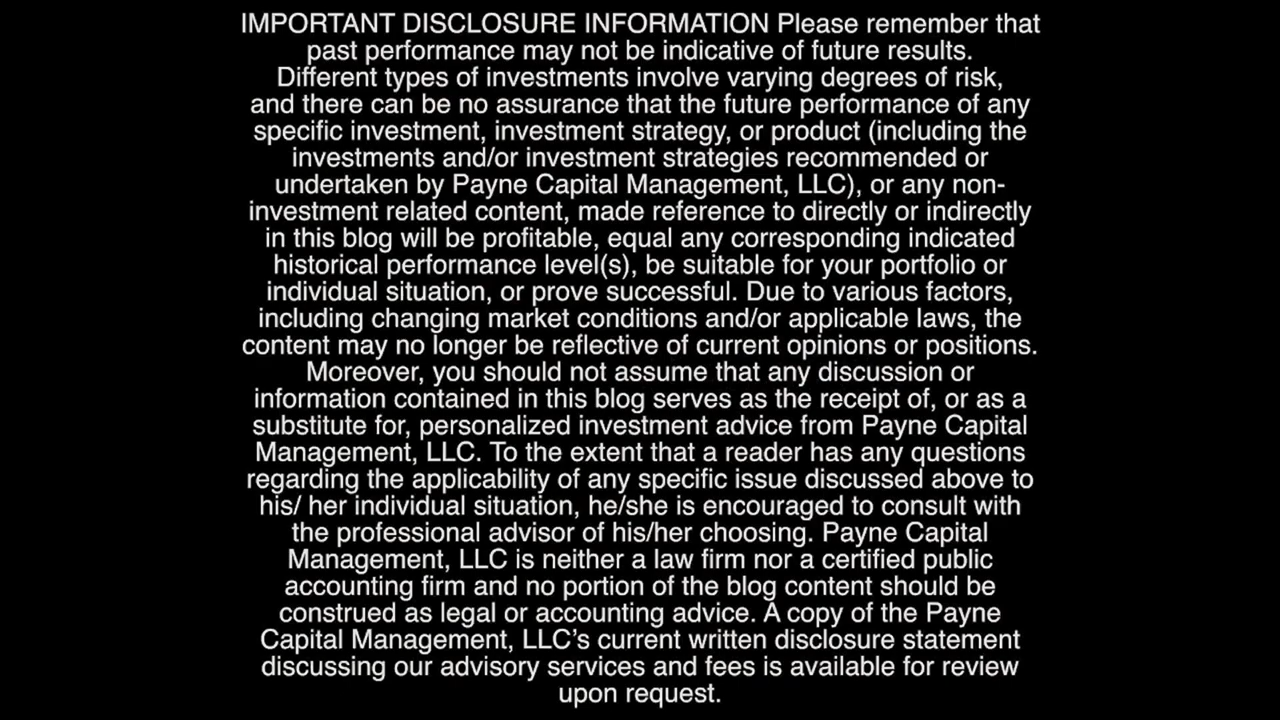 IMPORTANT DISCLOSURE INFORMATION Please remember that
past performance may not be indicative of future results.
Different types of investments involve varying degrees of risk,
and there can be no assurance that the future performance of any
specific investment, investment strategy, or product (including the
investments and/or investment strategies recommended or
undertaken by Payne Capital Management, LLC), or any non-
investment related content, made reference to directly or indirectly
in this blog will be profitable, equal any corresponding indicated
historical performance level(s), be suitable for your portfolio or
individual situation, or prove successful. Due to various factors,
including changing market conditions and/or applicable laws, the
content may no longer be reflective of current opinions or positions.
Moreover, you should not assume that any discussion or
information contained in this blog serves as the receipt of, or as a
substitute for, personalized investment advice from Payne Capital
Management, LLC. To the extent that a reader has any questions
regarding the applicability of any specific issue discussed above to
his/ her individual situation, he/she is encouraged to consult with
the professional advisor of his/her choosing. Payne Capital
Management, LLC is neither a law firm nor a certified public
accounting firm and no portion of the blog content should be
construed as legal or accounting advice. A copy of the Payne
Capital Management, LLC’s current written disclosure statement
discussing our advisory services and fees is available for review
upon request.